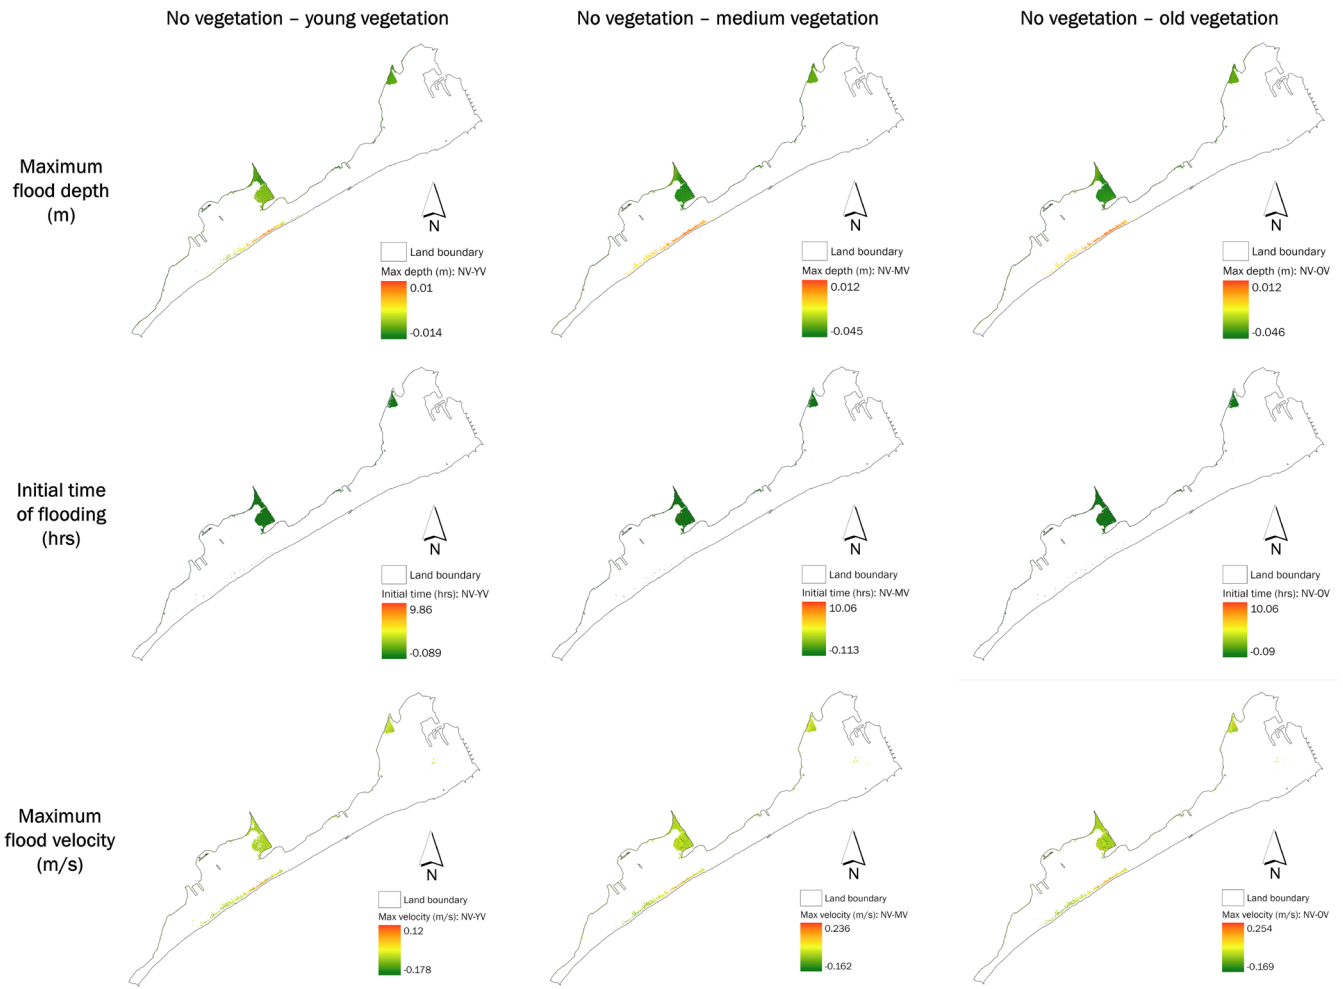 No vegetation – young vegetation
No vegetation – medium vegetation
No vegetation – old vegetation
Maximum
flood depth
(m)
N
Land boundary
Max depth (m): NV-YV
0.01
-0.014
N
Land boundary
Max depth (m): NV-MV
0.012
-0.045
N
Land boundary
Max depth (m): NV-OV
0.012
-0.046
Initial time
of flooding
(hrs)
N
Land boundary
Initial time (hrs): NV-YV
9.86
-0.089
N
Land boundary
Initial time (hrs): NV-MV
10.06
-0.113
N
Land boundary
Initial time (hrs): NV-OV
10.06
-0.09
Maximum
flood velocity
(m/s)
N
Land boundary
Max velocity (m/s): NV-YV
0.12
-0.178
N
Land boundary
Max velocity (m/s): NV-MV
0.236
-0.162
N
Land boundary
Max velocity (m/s): NV-OV
0.254
-0.169